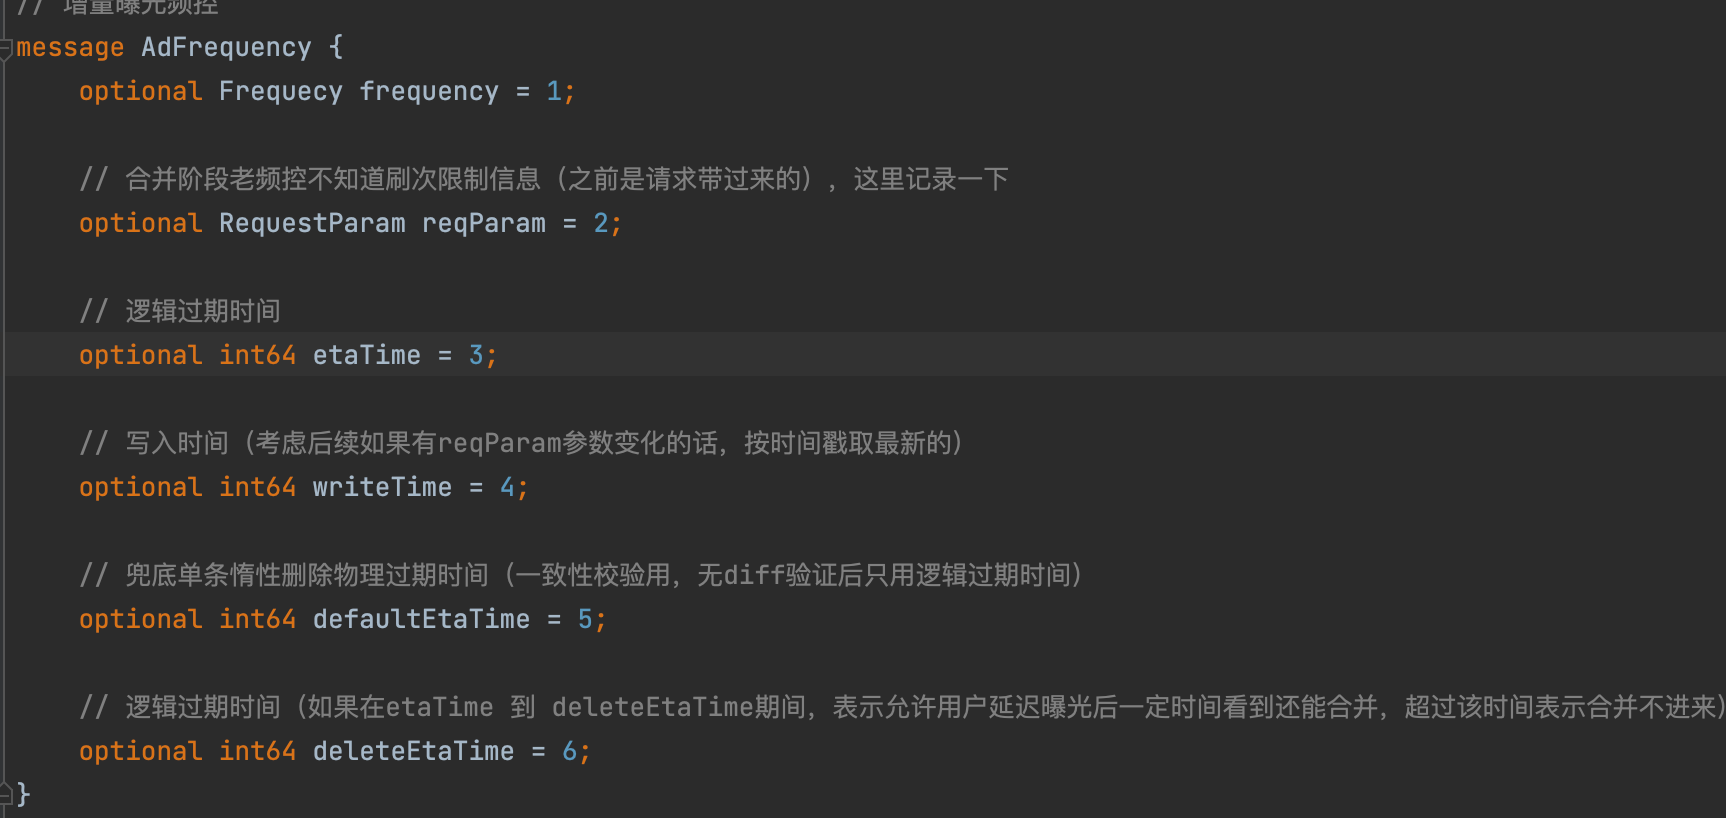 // 增量曝光频控
message AdFrequency {
optional Frequecy frequency = 1;
// 合并阶段老频控不知道刷次限制信息（之前是请求带过来的），这里记录一下
optional RequestParam reqParam = 2;
// 逻辑过期时间
optional int64 etaTime = 3;
// 写入时间（考虑后续如果有reqParam参数变化的话，按时间戳取最新的）
optional int64 writeTime = 4;
// 兜底单条惰性删除物理过期时间（一致性校验用，无diff验证后只用逻辑过期时间）
optional int64 defaultEtaTime = 5;
// 逻辑过期时间（如果在etaTime 到 deleteEtaTime期间，表示允许用户延迟曝光后一定时间看到还能合并，超过该时间表示合并不进来）
optional int64 deleteEtaTime = 6;
}